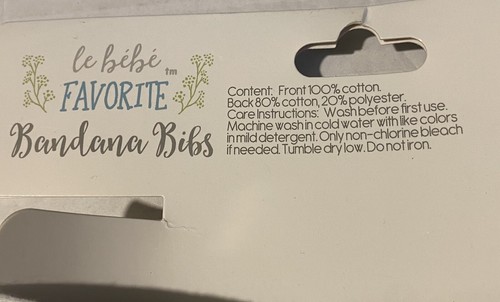 le bébé
FAVORITE™
Bandana Bibs
Content: Front 100% cotton.
Back 80% cotton, 20% polyester.
Care Instructions: Wash before first use.
Machine wash in cold water with like colors
in mild detergent. Only non-chlorine bleach
if needed. Tumble dry low. Do not iron.